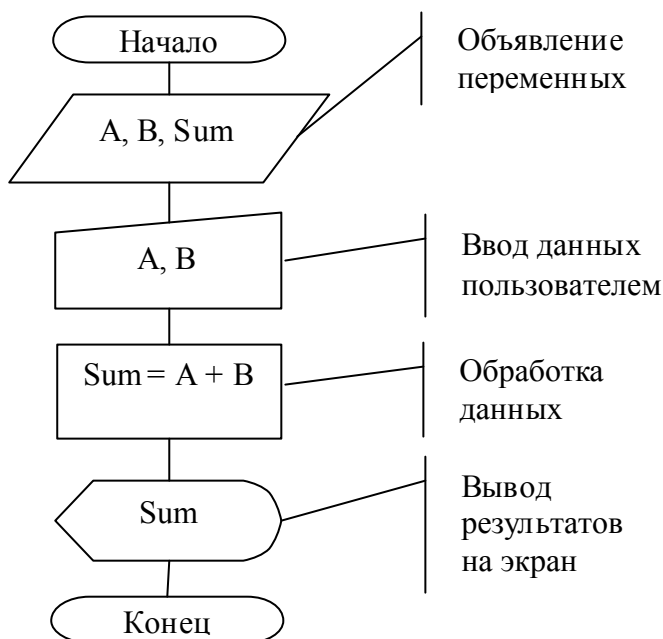 Начало
Объявление
переменных
A, B, Sum
A, B
Ввод данных
пользователем
Sum = A + B
Обработка
данных
Sum
Вывод
результатов
на экран
Конец